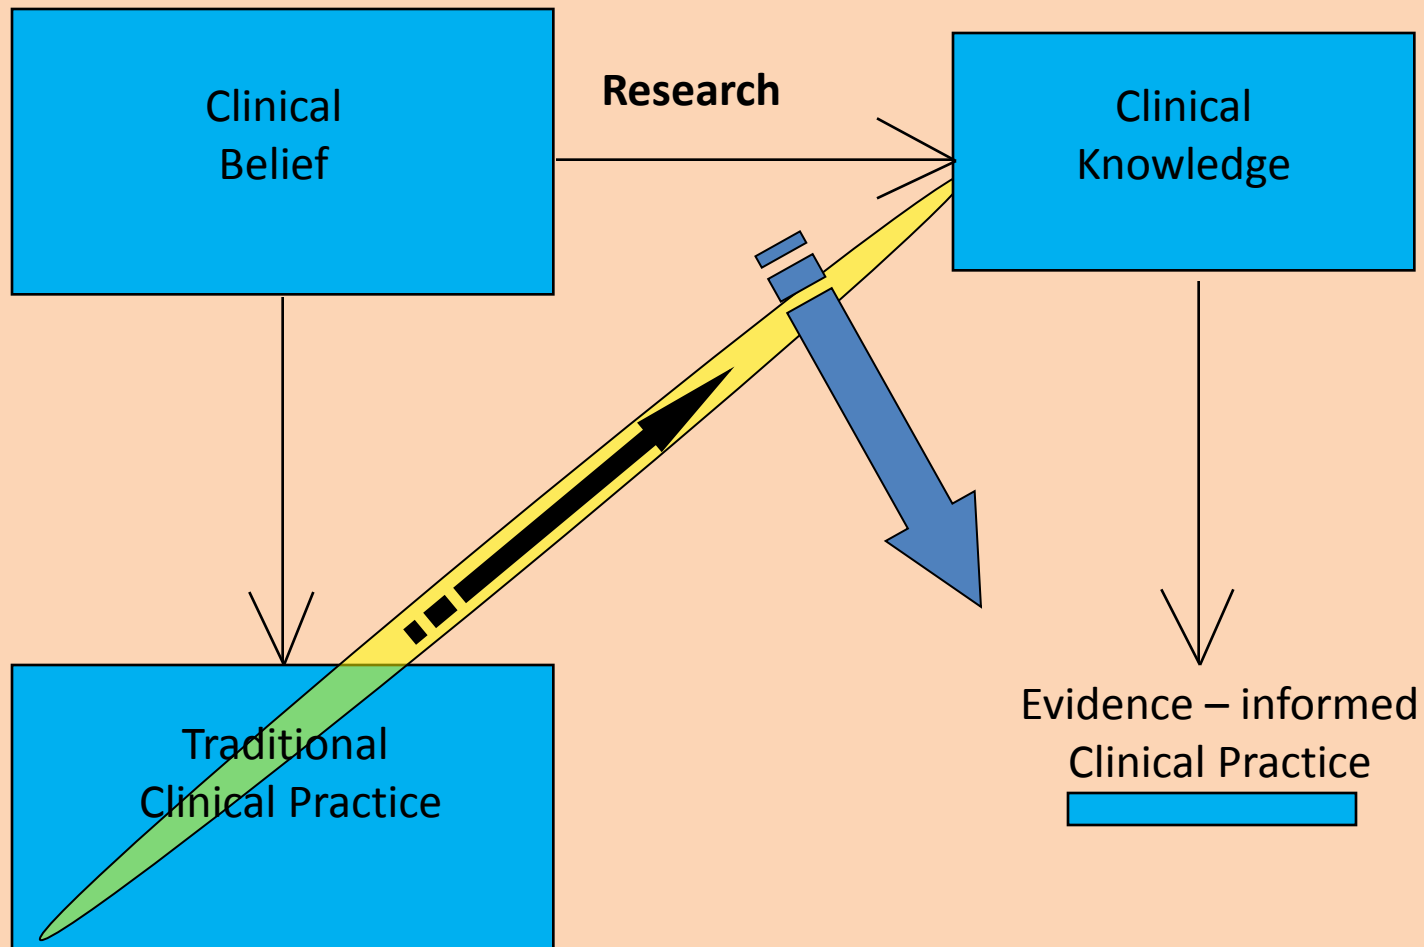 Clinical
Belief
Research
Clinical
Knowledge
Traditional
Clinical Practice
Evidence – informed
Clinical Practice